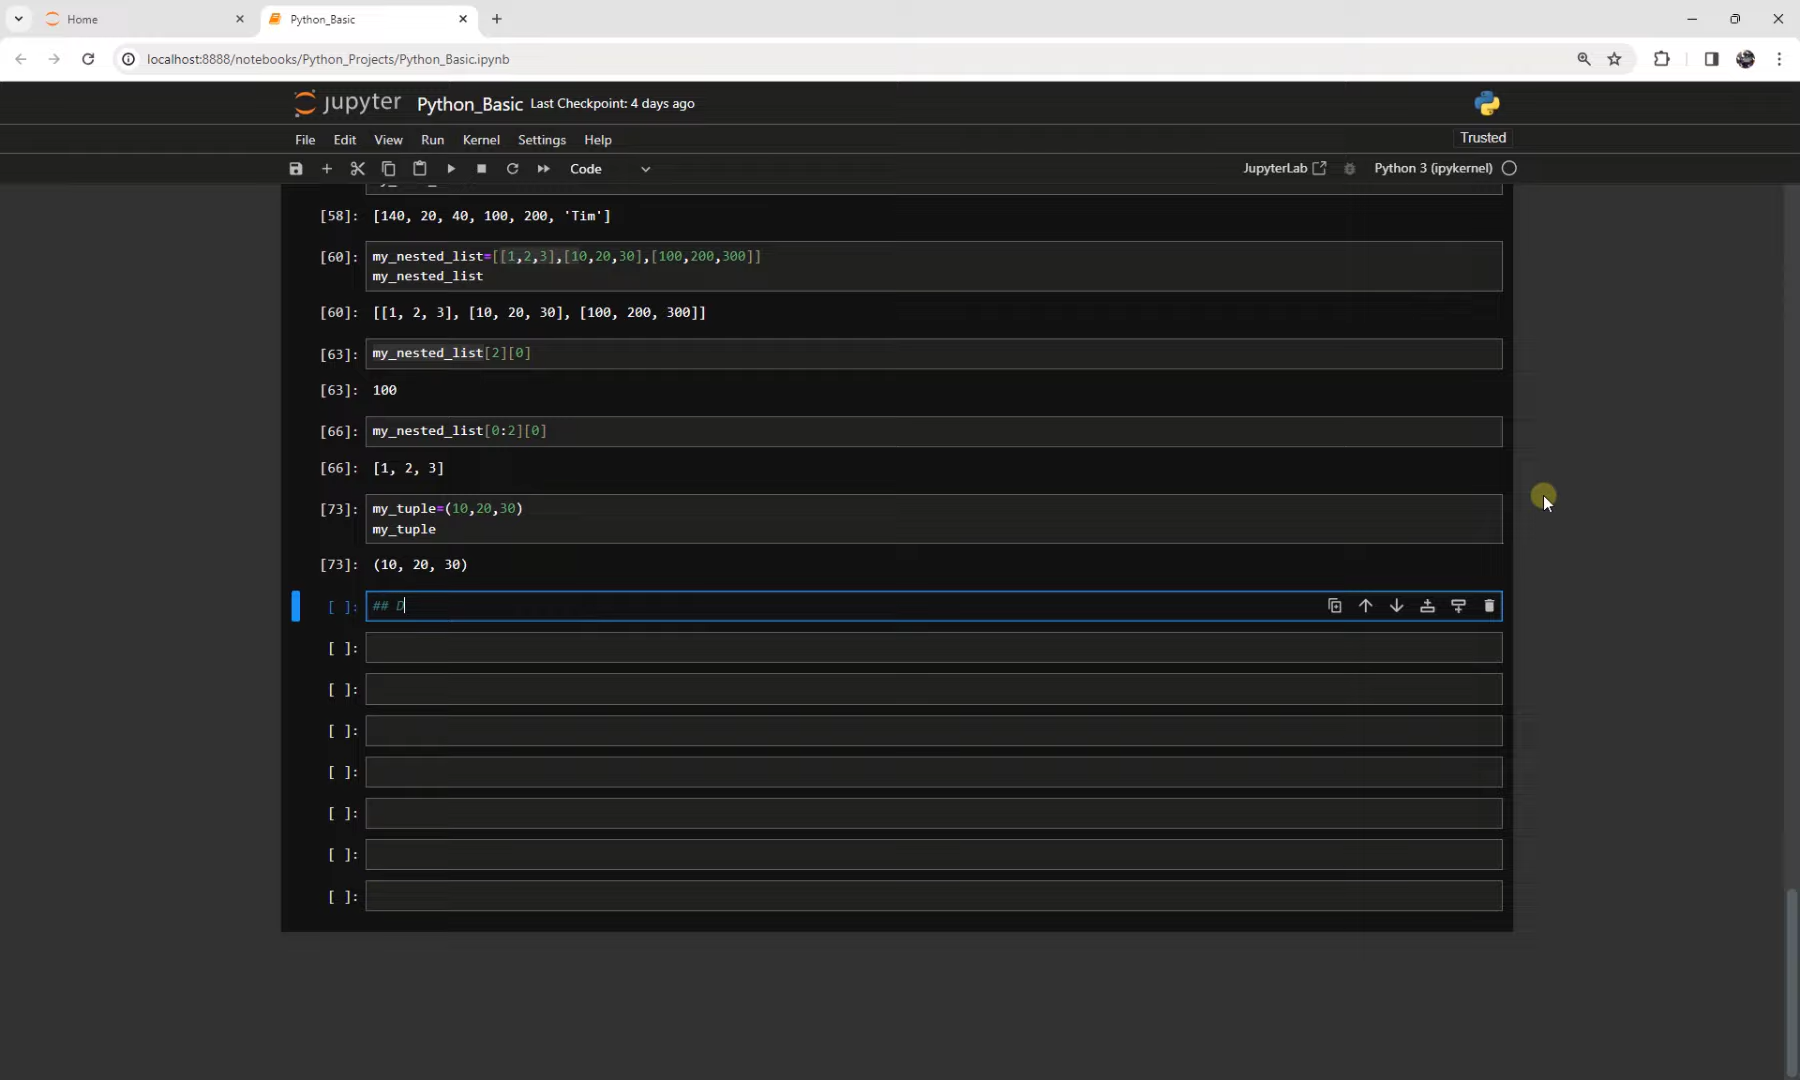 Home
Python_Basic
localhost:8888/notebooks/Python_Projects/Python_Basic.ipynb
jupyter Python_Basic Last Checkpoint: 4 days ago
File Edit View Run Kernel Settings Help
Trusted
Code
JupyterLab
Python 3 (ipykernel)
[58]: [140, 20, 40, 100, 200, 'Tim']
[60]: my_nested_list=[[1,2,3],[10,20,30],[100,200,300]]
my_nested_list
[60]: [[1, 2, 3], [10, 20, 30], [100, 200, 300]]
[63]: my_nested_list[2][0]
[63]: 100
[66]: my_nested_list[0:2][0]
[66]: [1, 2, 3]
[73]: my_tuple=(10,20,30)
my_tuple
[73]: (10, 20, 30)
[ ]: ## D
[ ]:
[ ]:
[ ]:
[ ]:
[ ]:
[ ]:
[ ]: